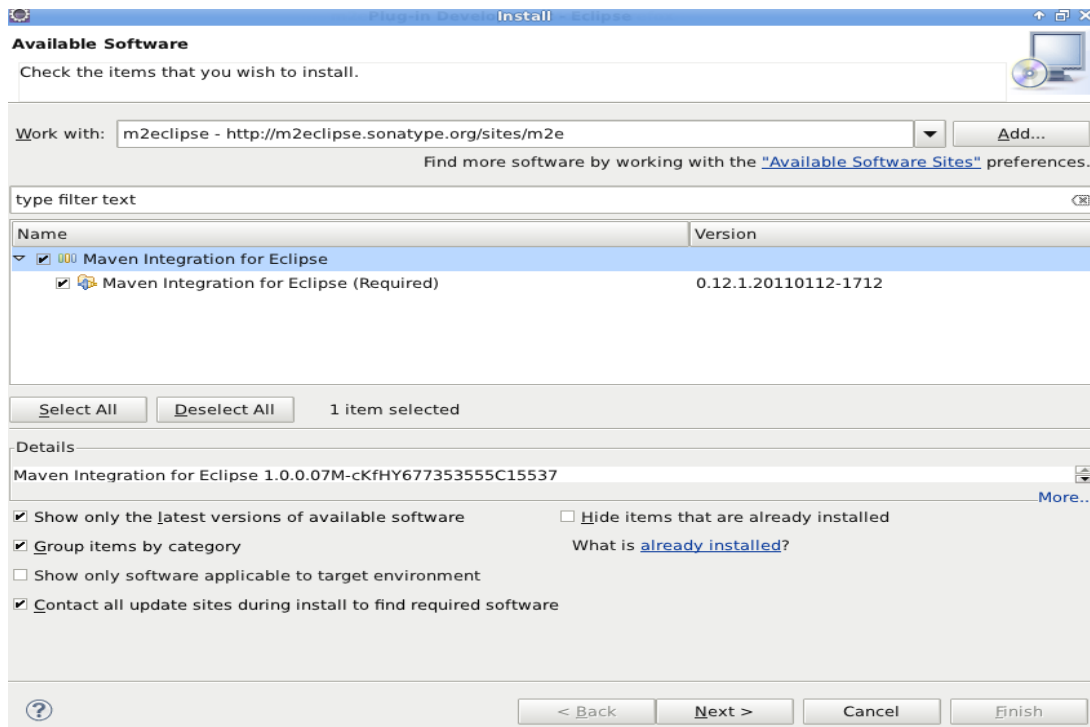 Plug-in Develo Install - Eclipse
Available Software
Check the items that you wish to install.
Work with: m2eclipse - http://m2eclipse.sonatype.org/sites/m2e Add...
Find more software by working with the "Available Software Sites" preferences.
type filter text
Name Version
Maven Integration for Eclipse
Maven Integration for Eclipse (Required) 0.12.1.20110112-1712
Select All Deselect All 1 item selected
Details
Maven Integration for Eclipse 1.0.0.07M-cKfHY677353555C15537
More..
Show only the latest versions of available software Hide items that are already installed
Group items by category What is already installed?
Show only software applicable to target environment
Contact all update sites during install to find required software
? < Back Next > Cancel Finish